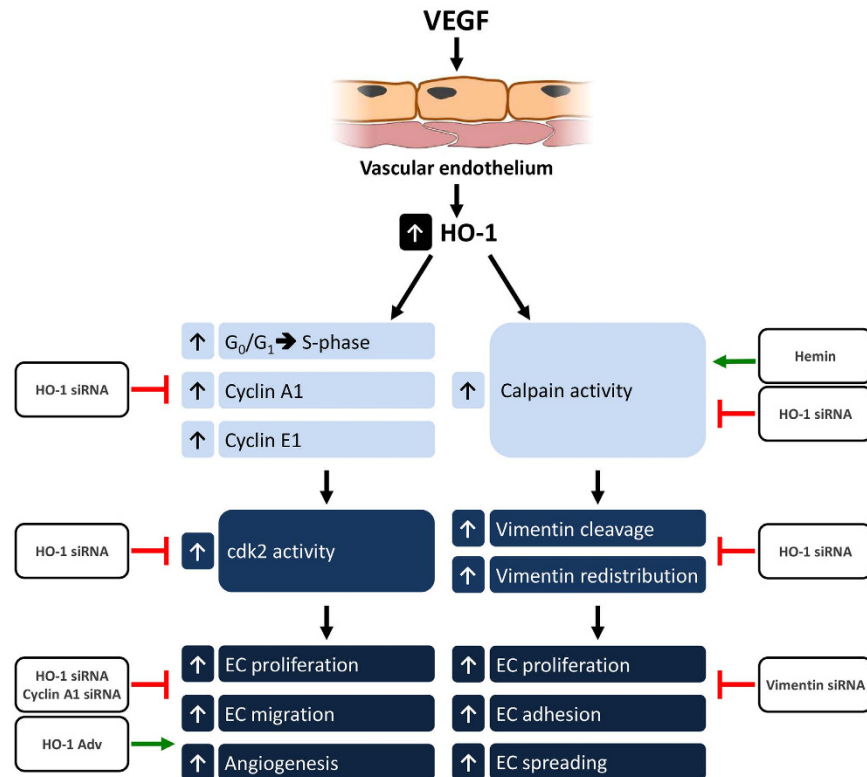 VEGF
Vascular endothelium
↑ HO-1
↑ G₀/G₁ ➔ S-phase
HO-1 siRNA
↑ Cyclin A1
↑ Cyclin E1
↑ Calpain activity
Hemin
HO-1 siRNA
HO-1 siRNA
↑ cdk2 activity
↑ Vimentin cleavage
↑ Vimentin redistribution
HO-1 siRNA
HO-1 siRNA
Cyclin A1 siRNA
HO-1 Adv
↑ EC proliferation
↑ EC migration
↑ Angiogenesis
↑ EC proliferation
↑ EC adhesion
↑ EC spreading
Vimentin siRNA